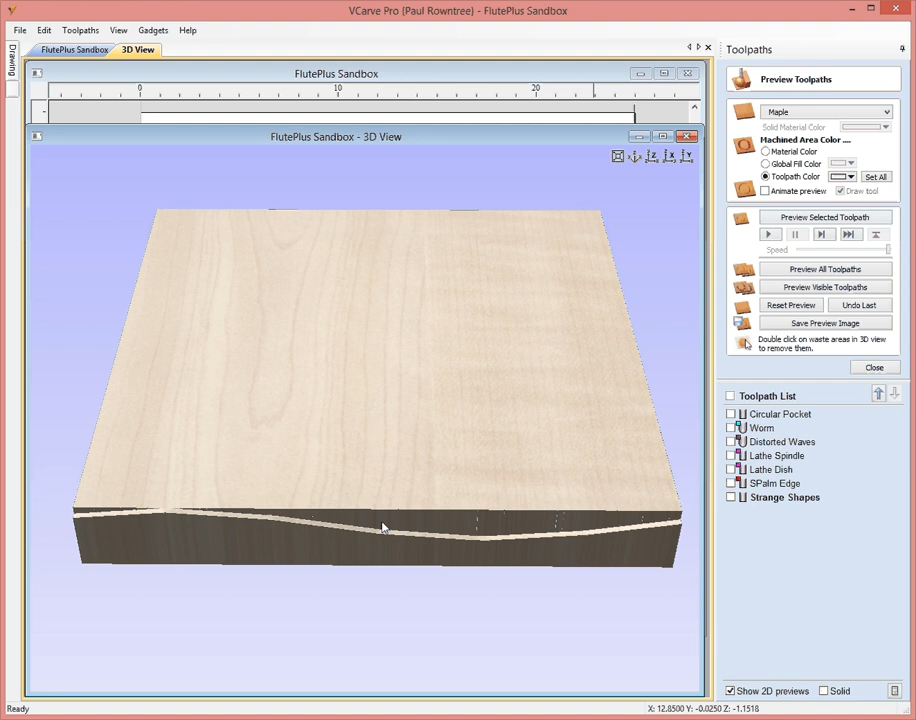 VCarve Pro {Paul Rowntree} - FlutePlus Sandbox
File Edit Toolpaths View Gadgets Help
Drawing
FlutePlus Sandbox 3D View
FlutePlus Sandbox
0 10 20
FlutePlus Sandbox - 3D View
Z X Y
Toolpaths
Preview Toolpaths
Maple
Solid Material Color
Machined Area Color ....
Material Color
Global Fill Color
Toolpath Color Set All
Animate preview Draw tool
Preview Selected Toolpath
Speed
Preview All Toolpaths
Preview Visible Toolpaths
Reset Preview Undo Last
Save Preview Image
Double click on waste areas in 3D view
to remove them.
Close
Toolpath List
Circular Pocket
Worm
Distorted Waves
Lathe Spindle
Lathe Dish
SPalm Edge
Strange Shapes
Show 2D previews Solid
Ready X: 12.8500 Y: -0.0250 Z: -1.1518